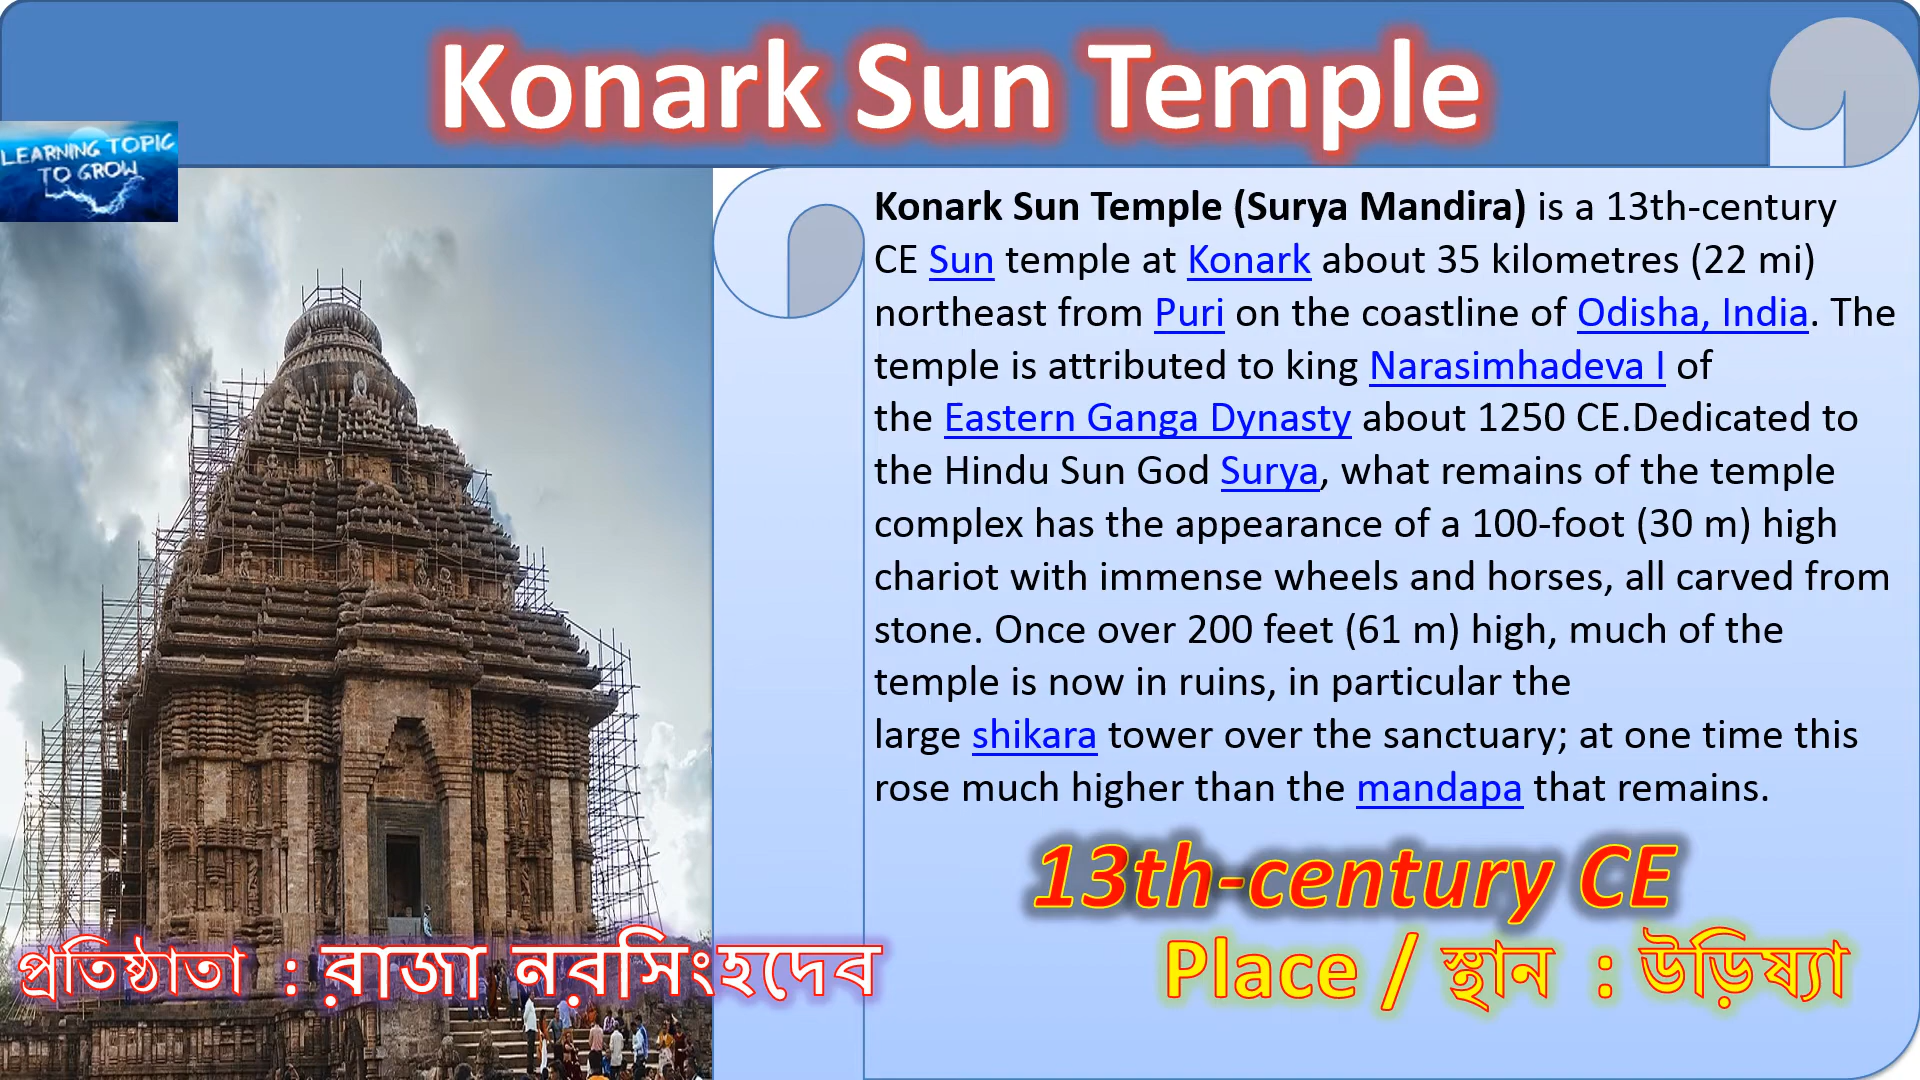 Konark Sun Temple
LEARNING TOPIC
TO GROW
Konark Sun Temple (Surya Mandira) is a 13th-century
CE Sun temple at Konark about 35 kilometres (22 mi)
northeast from Puri on the coastline of Odisha, India. The
temple is attributed to king Narasimhadeva I of
the Eastern Ganga Dynasty about 1250 CE.Dedicated to
the Hindu Sun God Surya, what remains of the temple
complex has the appearance of a 100-foot (30 m) high
chariot with immense wheels and horses, all carved from
stone. Once over 200 feet (61 m) high, much of the
temple is now in ruins, in particular the
large shikara tower over the sanctuary; at one time this
rose much higher than the mandapa that remains.
13th-century CE
প্রতিষ্ঠাতা : রাজা নরসিংহদেব
Place / স্থান : উড়িষ্যা